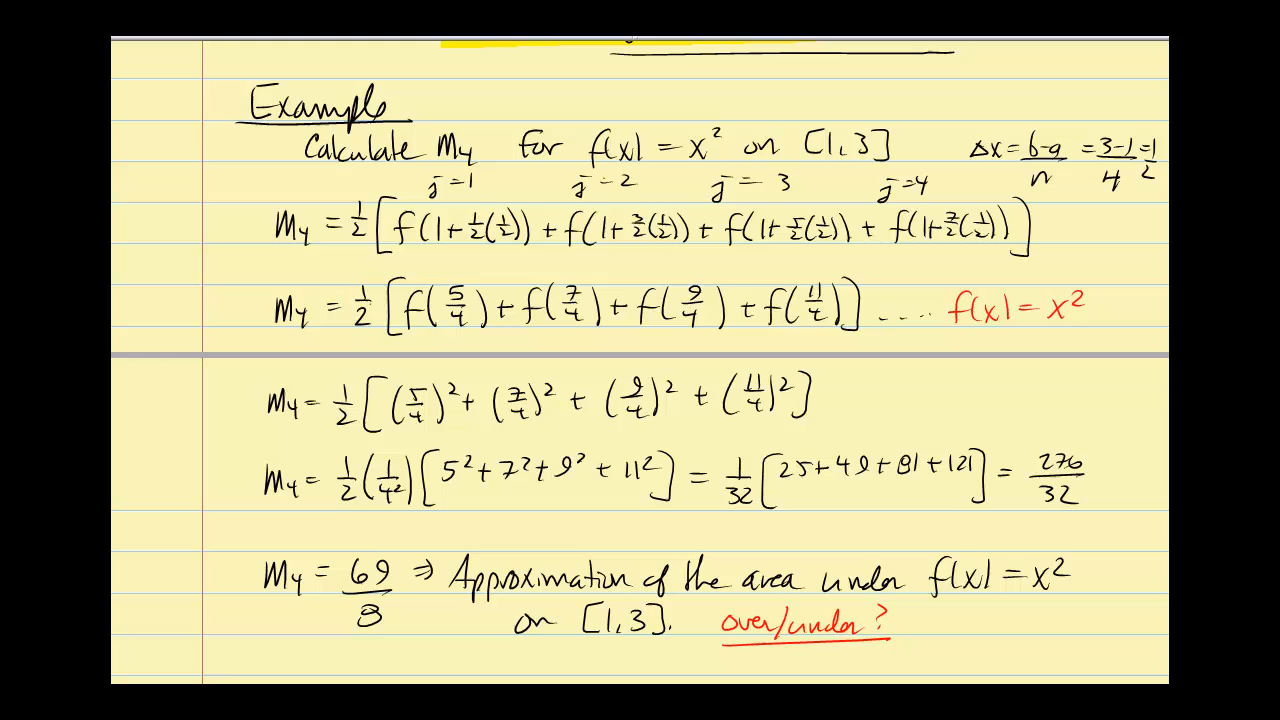 Example
Calculate M₄ for f(x) = x² on [1, 3] Δx = (b-a)/n = (3-1)/4 = 1/2
j=1 j=2 j=3 j=4
M₄ = 1/2 [f(1+1/2(1/2)) + f(1+3/2(1/2)) + f(1+5/2(1/2)) + f(1+7/2(1/2))]
M₄ = 1/2 [f(5/4) + f(7/4) + f(9/4) + f(11/4)] .... f(x) = x²
M₄ = 1/2 [(5/4)² + (7/4)² + (9/4)² + (11/4)²]
M₄ = 1/2 (1/4²) [5² + 7² + 9² + 11²] = 1/32 [25+49+81+121] = 276/32
M₄ = 69/8 ⇒ Approximation of the area under f(x) = x²
on [1, 3]. over/under?